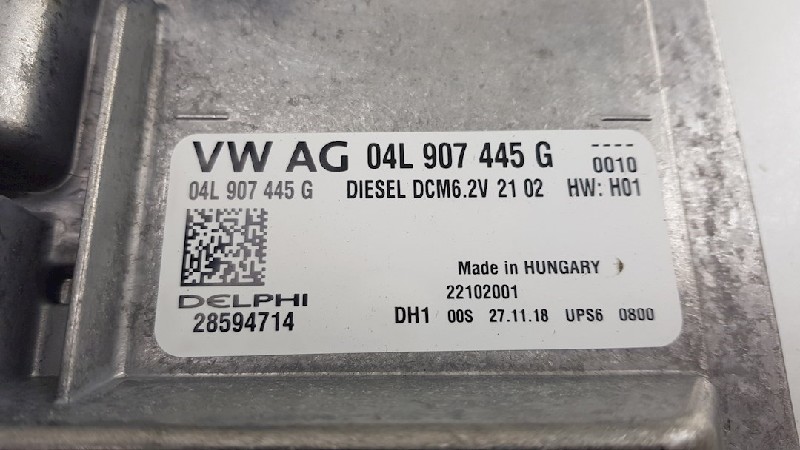 VW AG 04L 907 445 G ----
0010
04L 907 445 G DIESEL DCM6.2V 21 02 HW: H01
Made in HUNGARY
DELPHI 22102001
28594714 DH1 00S 27.11.18 UPS6 0800